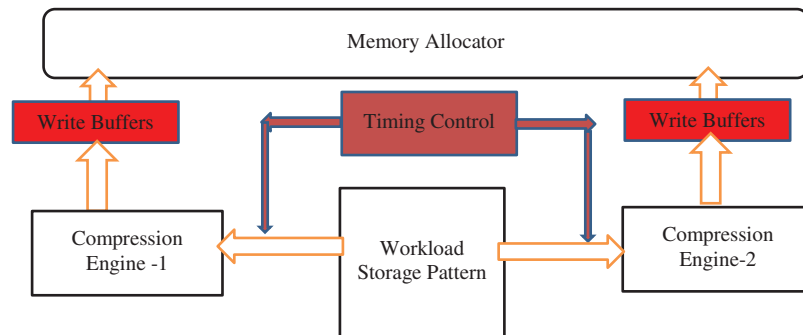 Memory Allocator
Write Buffers
Timing Control
Write Buffers
Compression
Engine -1
Workload
Storage Pattern
Compression
Engine-2